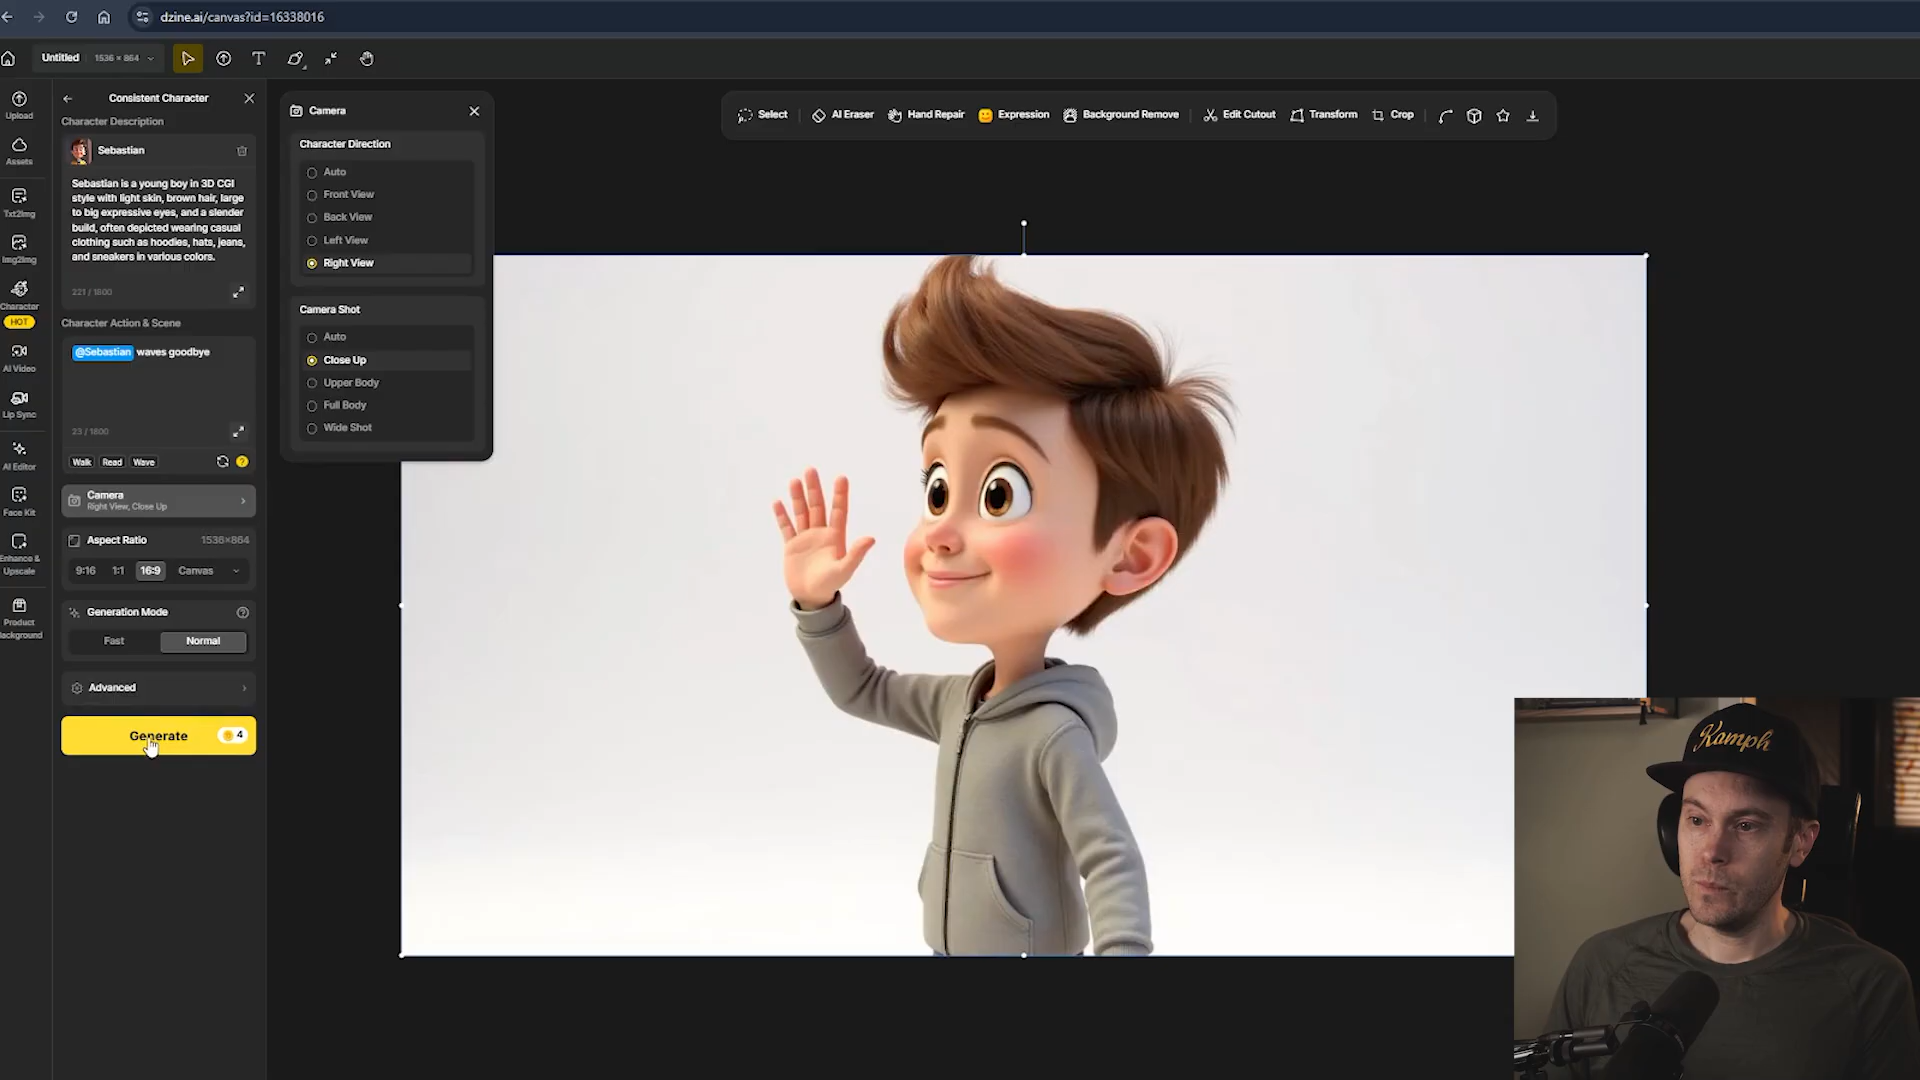 dzine.ai/canvas?id=16338016
Untitled 1536 × 864
T
Upload
Assets
Txt2Img
Img2Img
Character
HOT
AI Video
Lip Sync
AI Editor
Face Kit
Enhance &
Upscale
Product
Background
Consistent Character
Character Description
Sebastian
Sebastian is a young boy in 3D CGI
style with light skin, brown hair, large
to big expressive eyes, and a slender
build, often depicted wearing casual
clothing such as hoodies, hats, jeans,
and sneakers in various colors.
221 / 1800
Character Action & Scene
@Sebastian waves goodbye
23 / 1800
Walk Read Wave
Camera
Right View, Close Up
Aspect Ratio 1536×864
9:16 1:1 16:9 Canvas
Generation Mode
Fast Normal
Advanced
Generate 4
Camera
Character Direction
Auto
Front View
Back View
Left View
Right View
Camera Shot
Auto
Close Up
Upper Body
Full Body
Wide Shot
Select AI Eraser Hand Repair Expression Background Remove Edit Cutout Transform Crop
Kamph